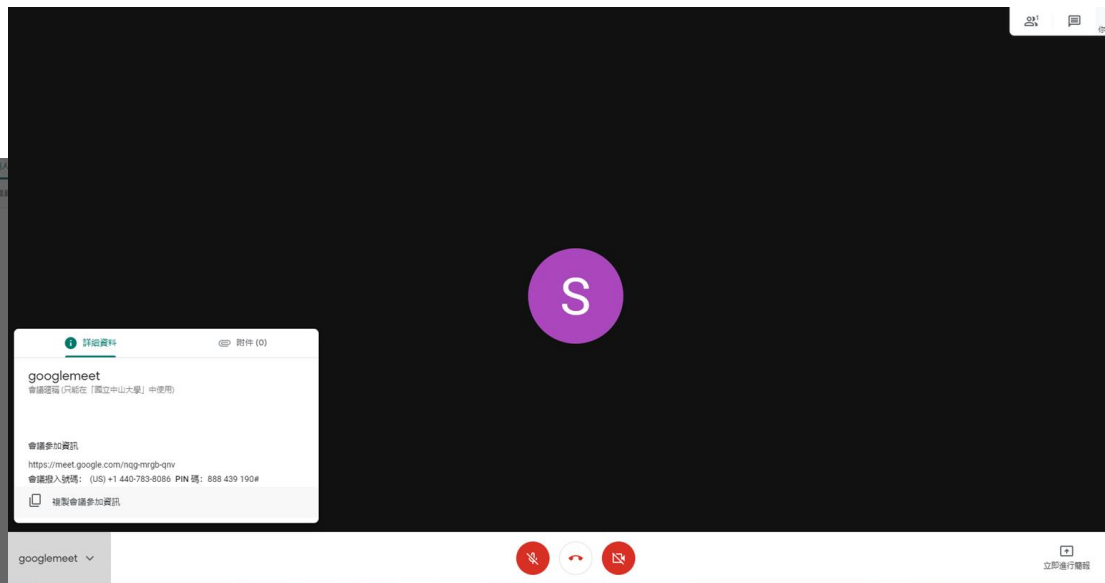 1
你
S
詳細資料
附件 (0)
googlemeet
會議暱稱 (只能在「國立中山大學」中使用)
會議參加資訊
https://meet.google.com/nqg-mrgb-qnv
會議撥入號碼： (US) +1 440-783-8086 PIN 碼： 888 439 190#
複製會議參加資訊
googlemeet
立即進行簡報